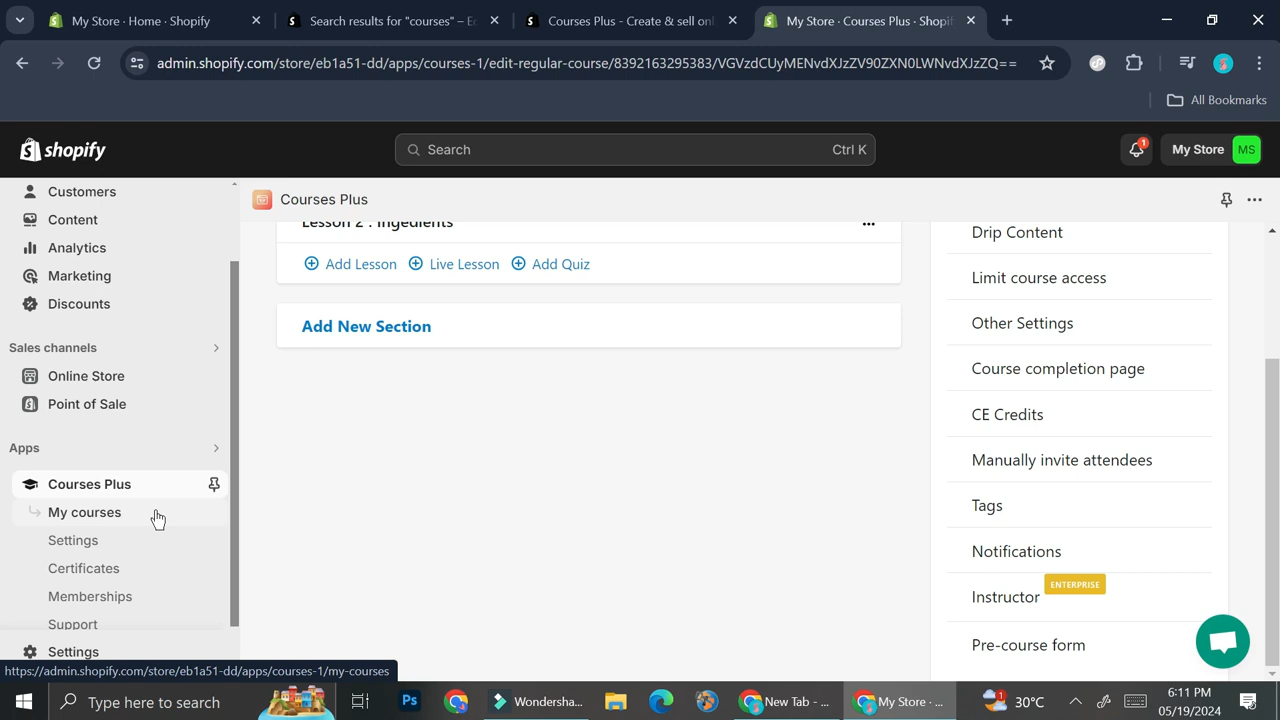 My Store · Home · Shopify
Search results for "courses" – Ec
Courses Plus - Create & sell onl
My Store · Courses Plus · Shopif
admin.shopify.com/store/eb1a51-dd/apps/courses-1/edit-regular-course/8392163295383/VGVzdCUyMENvdXJzZV90ZXN0LWNvdXJzZQ==
All Bookmarks
shopify
Search
Ctrl K
1
My Store
MS
Customers
Content
Analytics
Marketing
Discounts
Sales channels
Online Store
Point of Sale
Apps
Courses Plus
My courses
Settings
Certificates
Memberships
Support
Settings
Courses Plus
Lesson 2 : Ingedients
Add Lesson
Live Lesson
Add Quiz
Add New Section
Drip Content
Limit course access
Other Settings
Course completion page
CE Credits
Manually invite attendees
Tags
Notifications
ENTERPRISE
Instructor
Pre-course form
https://admin.shopify.com/store/eb1a51-dd/apps/courses-1/my-courses
Type here to search
Ps
Wondersha...
New Tab - ...
My Store · ...
1
30°C
6:11 PM
05/19/2024